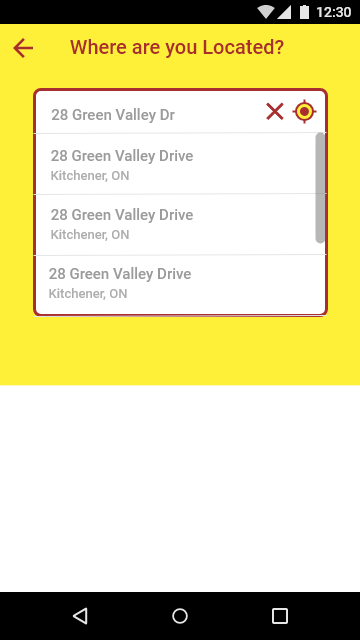 12:30
Where are you Located?
28 Green Valley Dr
28 Green Valley Drive
Kitchener, ON
28 Green Valley Drive
Kitchener, ON
28 Green Valley Drive
Kitchener, ON